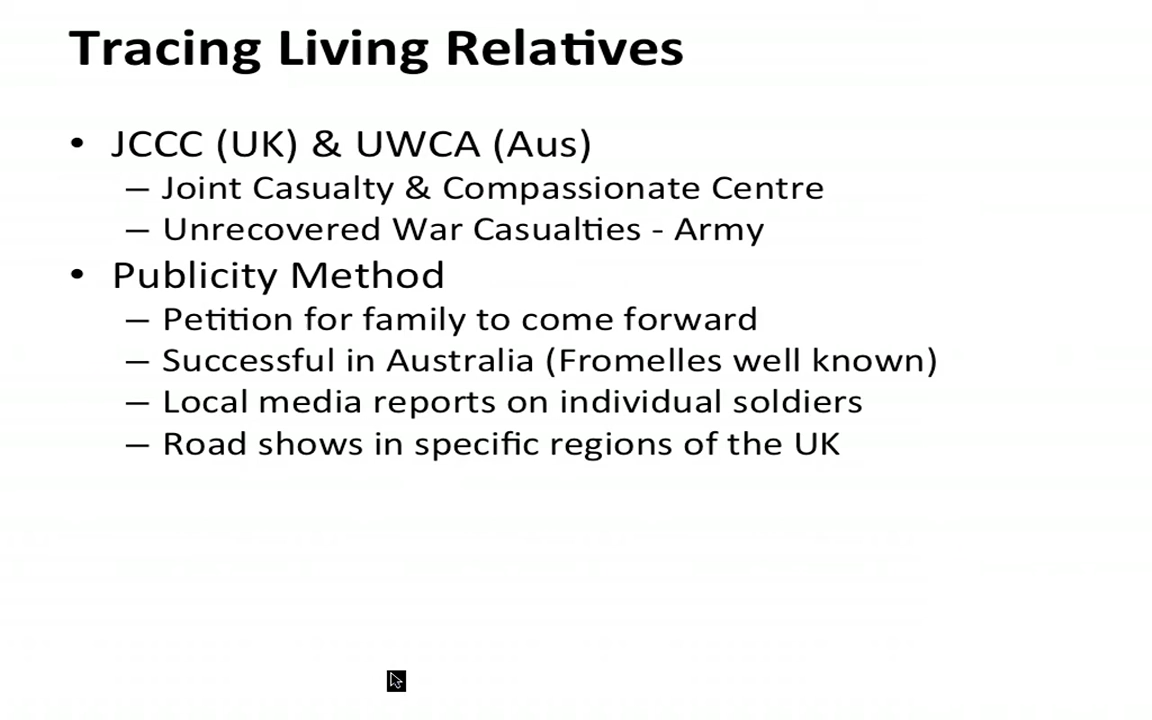 Tracing Living Relatives
• JCCC (UK) & UWCA (Aus)
– Joint Casualty & Compassionate Centre
– Unrecovered War Casualties - Army
• Publicity Method
– Petition for family to come forward
– Successful in Australia (Fromelles well known)
– Local media reports on individual soldiers
– Road shows in specific regions of the UK